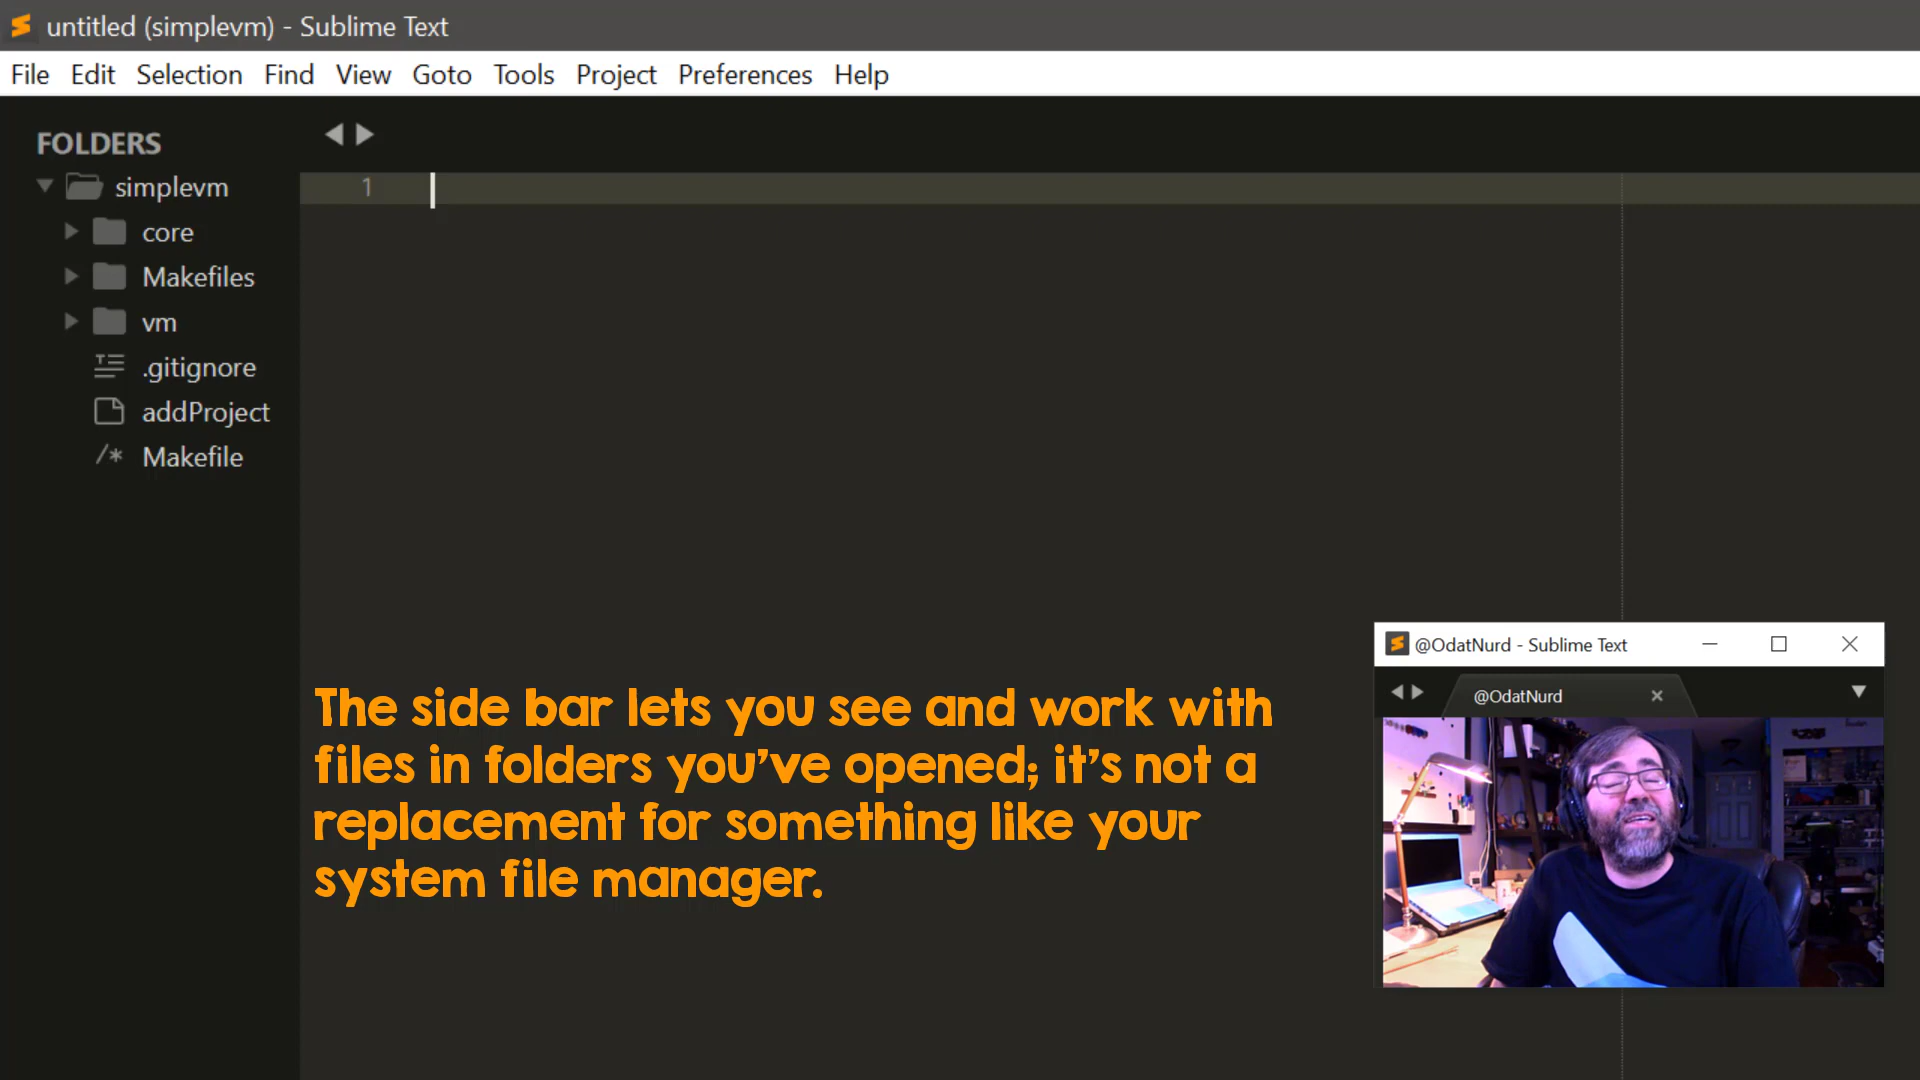 untitled (simplevm) - Sublime Text
File Edit Selection Find View Goto Tools Project Preferences Help
FOLDERS
simplevm
core
Makefiles
vm
.gitignore
addProject
/* Makefile
1
The side bar lets you see and work with
files in folders you've opened; it's not a
replacement for something like your
system file manager.
@OdatNurd - Sublime Text
@OdatNurd